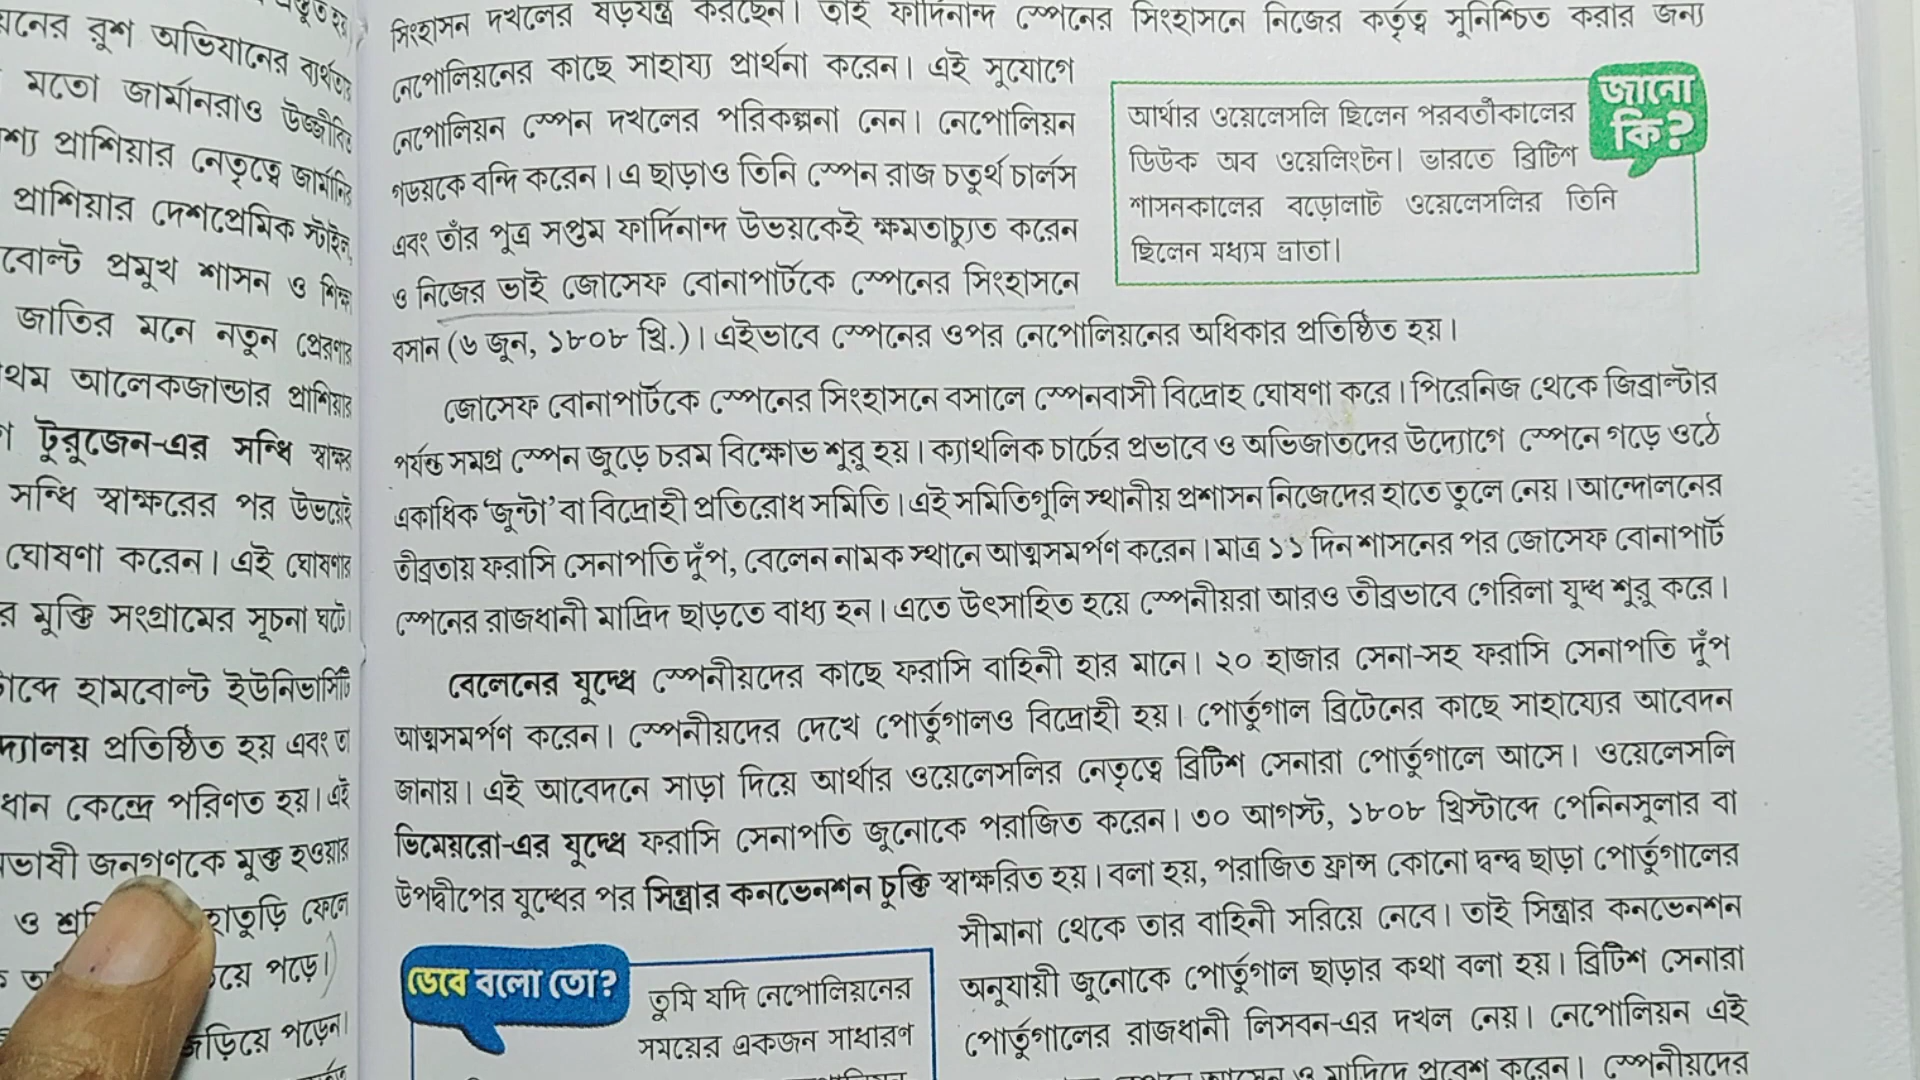 নের রুশ অভিযানের ব্যর্থতার
মতো জার্মানরাও উজ্জীবিত
প্রাশিয়ার নেতৃত্বে জার্মানির
প্রাশিয়ার দেশপ্রেমিক স্টাইন,
বোল্ট প্রমুখ শাসন ও শিক্ষা
জাতির মনে নতুন প্রেরণার
থম আলেকজান্ডার প্রাশিয়ার
টুরুজেন-এর সন্ধি স্বাক্ষর
সন্ধি স্বাক্ষরের পর উভয়েই
ঘোষণা করেন। এই ঘোষণার
র মুক্তি সংগ্রামের সূচনা ঘটে।
াব্দে হামবোল্ট ইউনিভার্সিটি
দ্যালয় প্রতিষ্ঠিত হয় এবং তা
ধান কেন্দ্রে পরিণত হয়। এই
ভাষী জনগণকে মুক্ত হওয়ার
ও হাতুড়ি ফেলে
য়ে পড়ে।
জড়িয়ে পড়েন।
সিংহাসন দখলের ষড়যন্ত্র করছেন। তাই ফার্দিনান্দ স্পেনের সিংহাসনে নিজের কর্তৃত্ব সুনিশ্চিত করার জন্য
নেপোলিয়নের কাছে সাহায্য প্রার্থনা করেন। এই সুযোগে
নেপোলিয়ন স্পেন দখলের পরিকল্পনা নেন। নেপোলিয়ন
গডয়কে বন্দি করেন। এ ছাড়াও তিনি স্পেন রাজ চতুর্থ চার্লস
এবং তাঁর পুত্র সপ্তম ফার্দিনান্দ উভয়কেই ক্ষমতাচ্যুত করেন
ও নিজের ভাই জোসেফ বোনাপার্টকে স্পেনের সিংহাসনে
বসান (৬ জুন, ১৮০৮ খ্রি.)। এইভাবে স্পেনের ওপর নেপোলিয়নের অধিকার প্রতিষ্ঠিত হয়।
জানো
কি?
আর্থার ওয়েলেসলি ছিলেন পরবর্তীকালের
ডিউক অব ওয়েলিংটন। ভারতে ব্রিটিশ
শাসনকালের বড়োলাট ওয়েলেসলির তিনি
ছিলেন মধ্যম ভ্রাতা।
জোসেফ বোনাপার্টকে স্পেনের সিংহাসনে বসালে স্পেনবাসী বিদ্রোহ ঘোষণা করে। পিরেনিজ থেকে জিব্রাল্টার
পর্যন্ত সমগ্র স্পেন জুড়ে চরম বিক্ষোভ শুরু হয়। ক্যাথলিক চার্চের প্রভাবে ও অভিজাতদের উদ্যোগে স্পেনে গড়ে ওঠে
একাধিক ‘জুন্টা’ বা বিদ্রোহী প্রতিরোধ সমিতি। এই সমিতিগুলি স্থানীয় প্রশাসন নিজেদের হাতে তুলে নেয়। আন্দোলনের
তীব্রতায় ফরাসি সেনাপতি দুঁপ, বেলেন নামক স্থানে আত্মসমর্পণ করেন। মাত্র ১১ দিন শাসনের পর জোসেফ বোনাপার্ট
স্পেনের রাজধানী মাদ্রিদ ছাড়তে বাধ্য হন। এতে উৎসাহিত হয়ে স্পেনীয়রা আরও তীব্রভাবে গেরিলা যুদ্ধ শুরু করে।
বেলেনের যুদ্ধে স্পেনীয়দের কাছে ফরাসি বাহিনী হার মানে। ২০ হাজার সেনা-সহ ফরাসি সেনাপতি দুঁপ
আত্মসমর্পণ করেন। স্পেনীয়দের দেখে পোর্তুগালও বিদ্রোহী হয়। পোর্তুগাল ব্রিটেনের কাছে সাহায্যের আবেদন
জানায়। এই আবেদনে সাড়া দিয়ে আর্থার ওয়েলেসলির নেতৃত্বে ব্রিটিশ সেনারা পোর্তুগালে আসে। ওয়েলেসলি
ভিমেয়রো-এর যুদ্ধে ফরাসি সেনাপতি জুনোকে পরাজিত করেন। ৩০ আগস্ট, ১৮০৮ খ্রিস্টাব্দে পেনিনসুলার বা
উপদ্বীপের যুদ্ধের পর সিন্ত্রার কনভেনশন চুক্তি স্বাক্ষরিত হয়। বলা হয়, পরাজিত ফ্রান্স কোনো দ্বন্দ্ব ছাড়া পোর্তুগালের
সীমানা থেকে তার বাহিনী সরিয়ে নেবে। তাই সিন্ত্রার কনভেনশন
অনুযায়ী জুনোকে পোর্তুগাল ছাড়ার কথা বলা হয়। ব্রিটিশ সেনারা
পোর্তুগালের রাজধানী লিসবন-এর দখল নেয়। নেপোলিয়ন এই
আসেন ও মাদ্রিদে প্রবেশ করেন। স্পেনীয়দের
ভেবে বলো তো?
তুমি যদি নেপোলিয়নের
সময়ের একজন সাধারণ